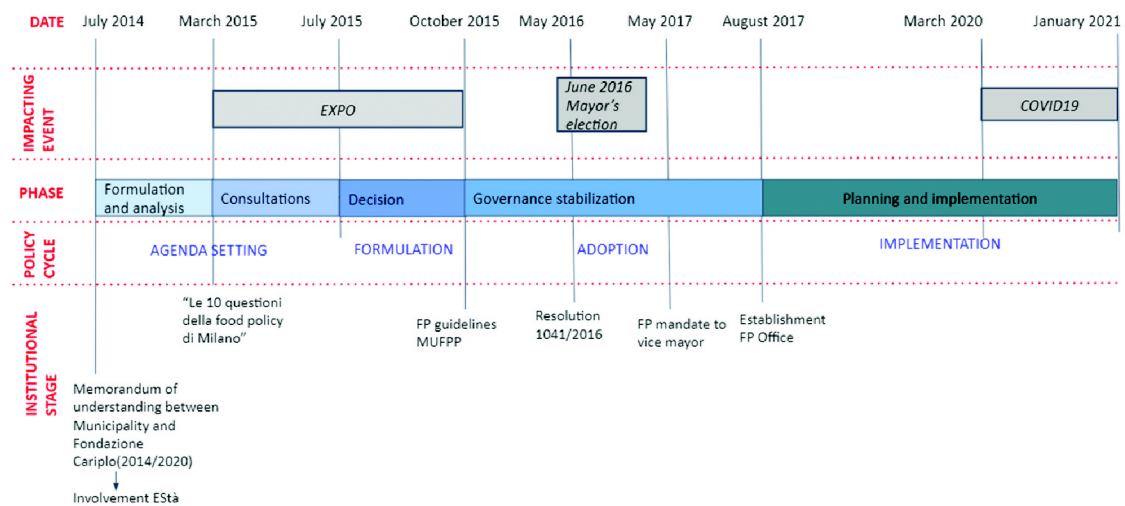 DATE
July 2014
March 2015
July 2015
October 2015
May 2016
May 2017
August 2017
March 2020
January 2021
IMPACTING
EVENT
EXPO
June 2016
Mayor's
election
COVID19
PHASE
Formulation
and analysis
Consultations
Decision
Governance stabilization
Planning and implementation
POLICY
CYCLE
AGENDA SETTING
FORMULATION
ADOPTION
IMPLEMENTATION
INSTITUTIONAL
STAGE
"Le 10 questioni
della food policy
di Milano"
FP guidelines
MUFPP
Resolution
1041/2016
FP mandate to
vice mayor
Establishment
FP Office
Memorandum of
understanding between
Municipality and
Fondazione
Cariplo(2014/2020)
Involvement EStà